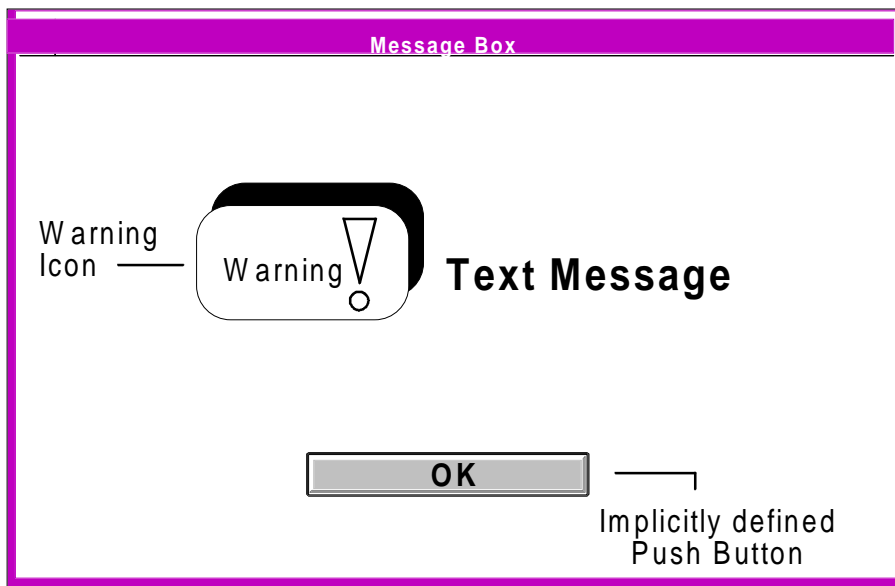 Message Box
Warning
Icon
Warning
Text Message
OK
Implicitly defined
Push Button